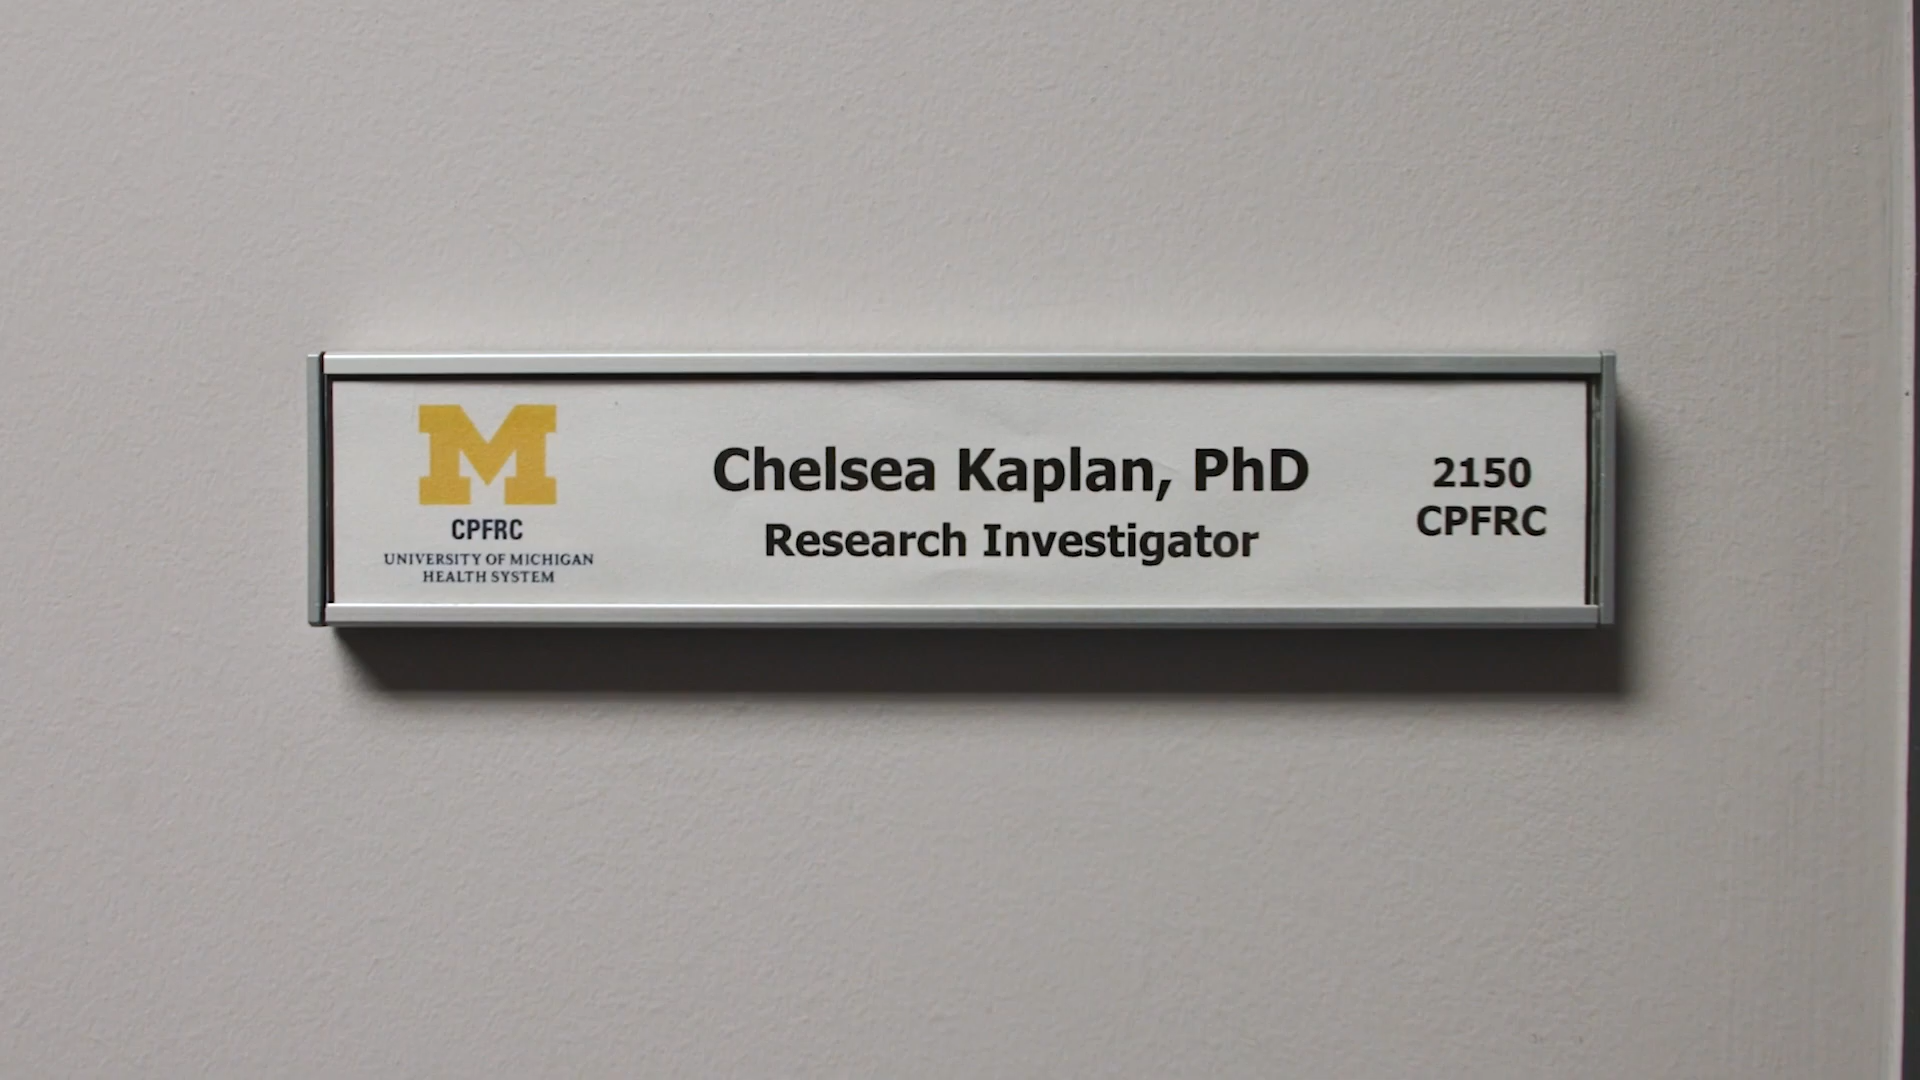 M
CPFRC
UNIVERSITY OF MICHIGAN
HEALTH SYSTEM
Chelsea Kaplan, PhD
Research Investigator
2150
CPFRC